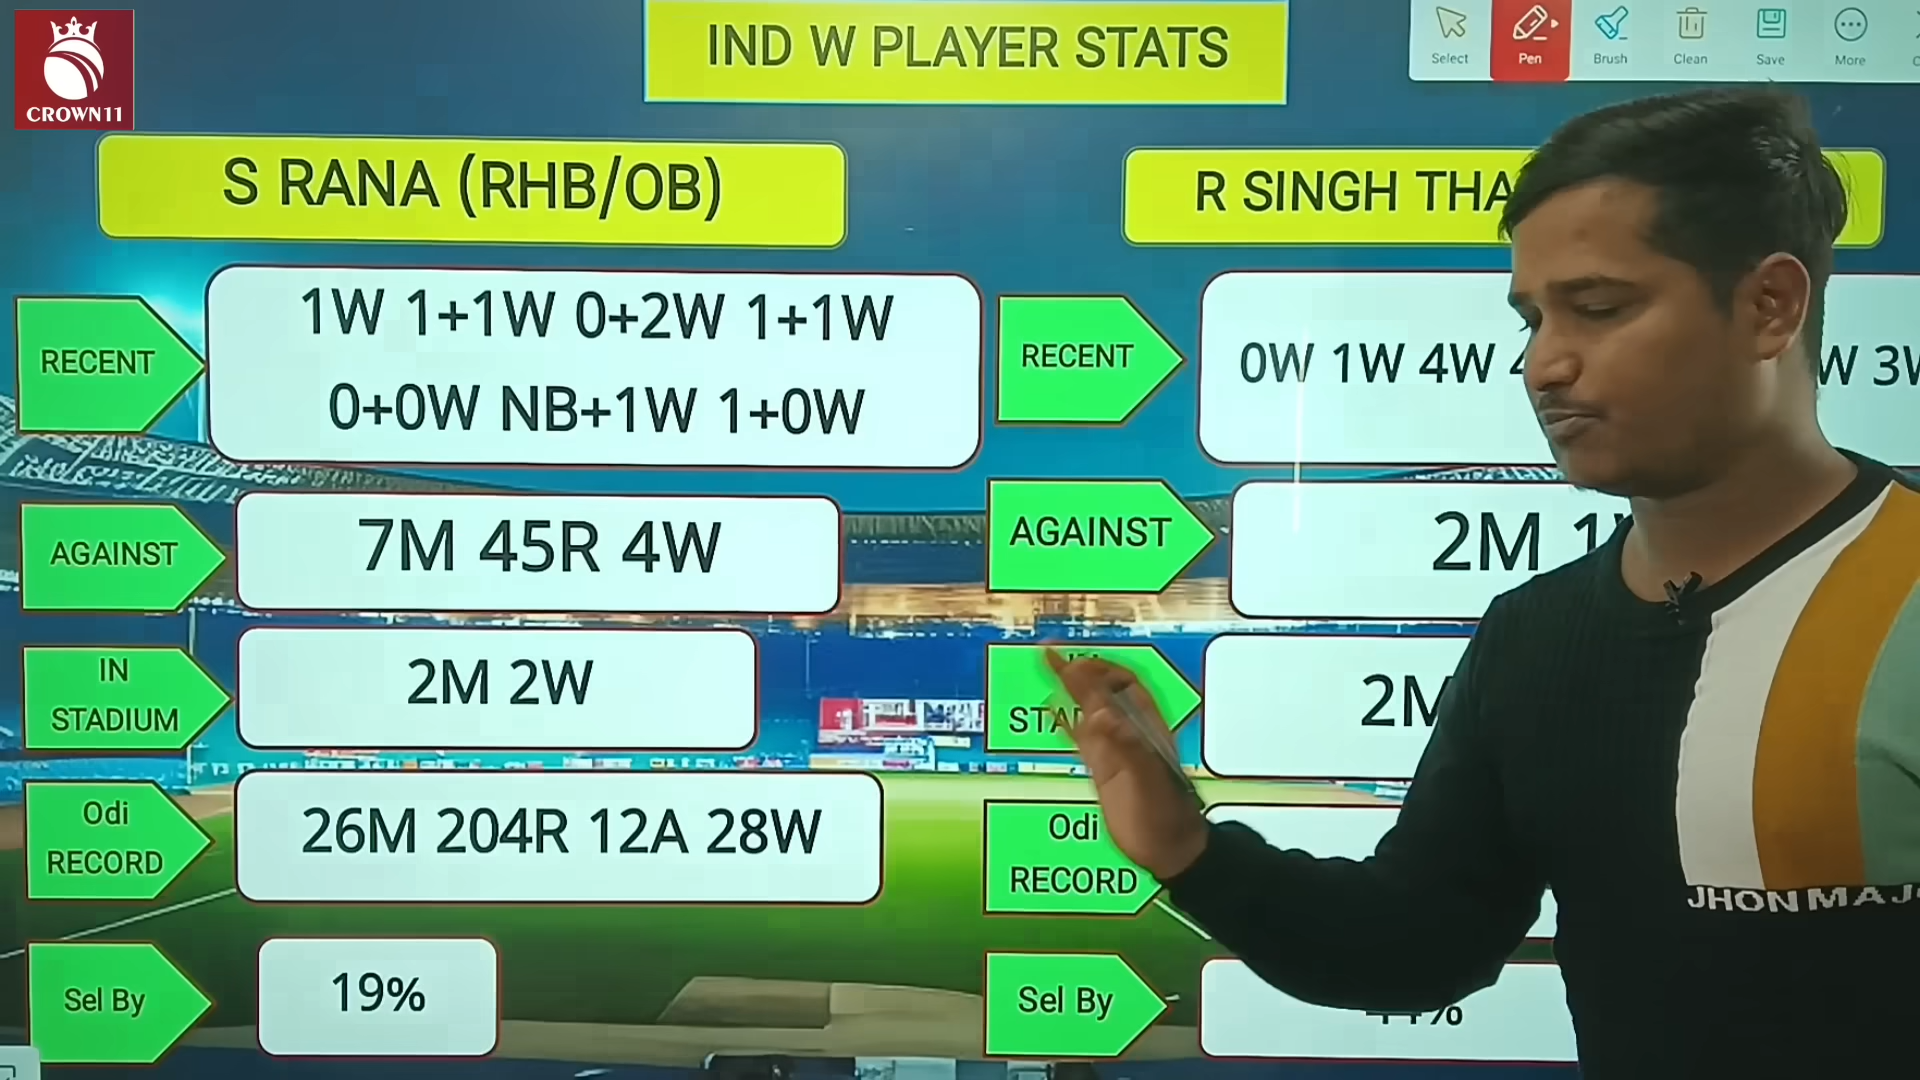 CROWN11
IND W PLAYER STATS
Select
Pen
Brush
Clean
Save
More
S RANA (RHB/OB)
RECENT
1W 1+1W 0+2W 1+1W
0+0W NB+1W 1+0W
AGAINST
7M 45R 4W
IN
STADIUM
2M 2W
Odi
RECORD
26M 204R 12A 28W
Sel By
19%
R SINGH
RECENT
0W 1W 4W
AGAINST
2M
2M
Odi
RECORD
Sel By
JHON